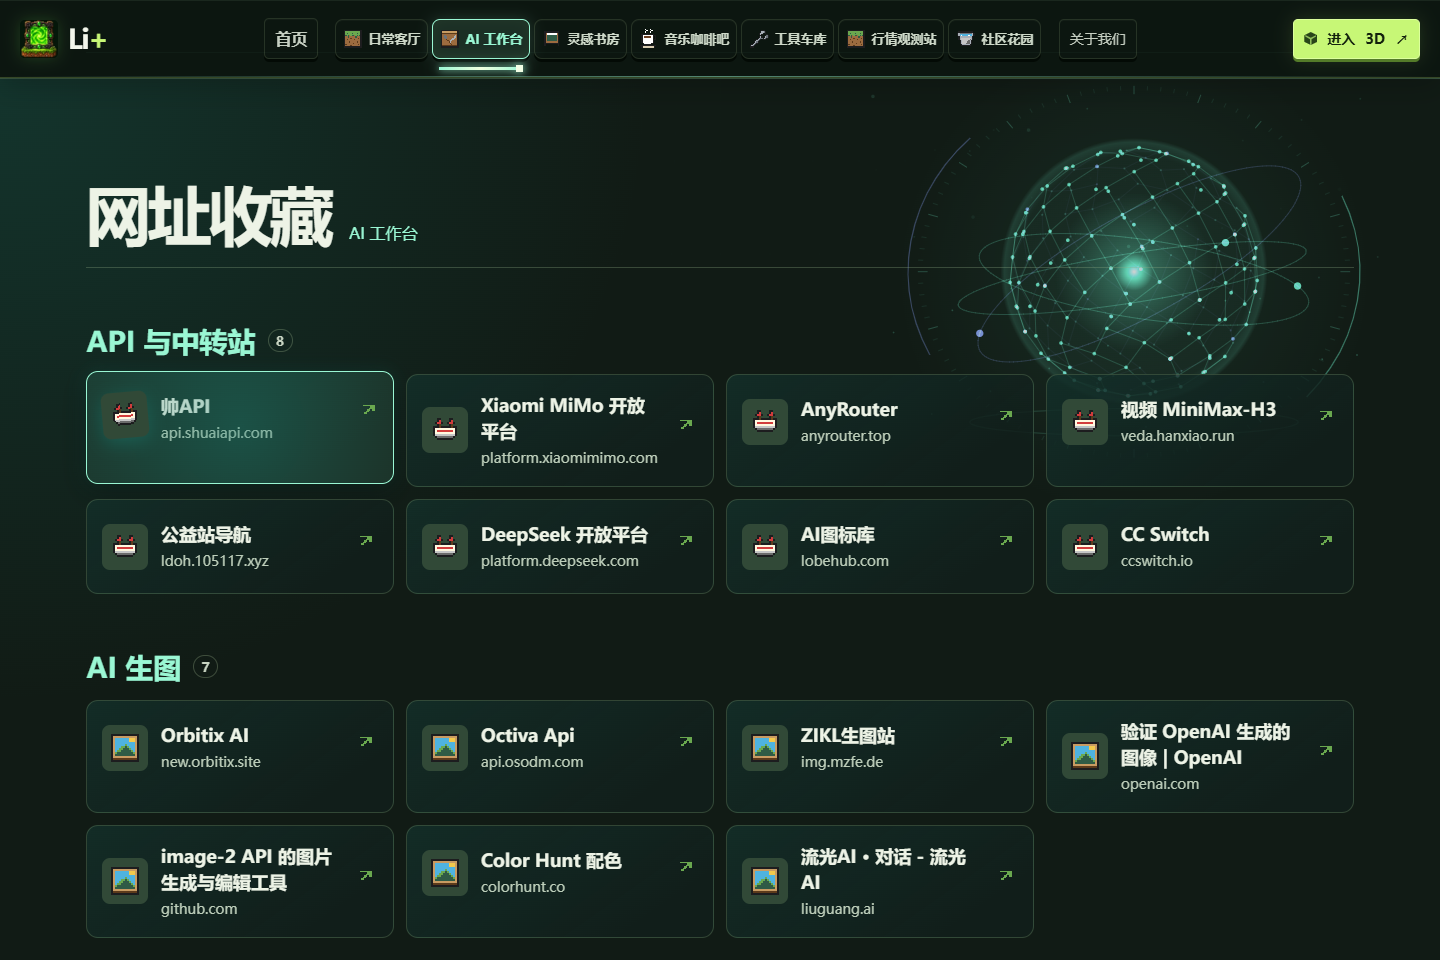 Li+
首页
日常客厅
AI 工作台
灵感书房
音乐咖啡吧
工具车库
行情观测站
社区花园
关于我们
进入 3D ↗
网址收藏 AI 工作台
API 与中转站 8
帅API
api.shuaiapi.com
Xiaomi MiMo 开放
平台
platform.xiaomimimo.com
AnyRouter
anyrouter.top
视频 MiniMax-H3
veda.hanxiao.run
公益站导航
ldoh.105117.xyz
DeepSeek 开放平台
platform.deepseek.com
AI图标库
lobehub.com
CC Switch
ccswitch.io
AI 生图 7
Orbitix AI
new.orbitix.site
Octiva Api
api.osodm.com
ZIKL生图站
img.mzfe.de
验证 OpenAI 生成的
图像 | OpenAI
openai.com
image-2 API 的图片
生成与编辑工具
github.com
Color Hunt 配色
colorhunt.co
流光AI • 对话 - 流光
AI
liuguang.ai